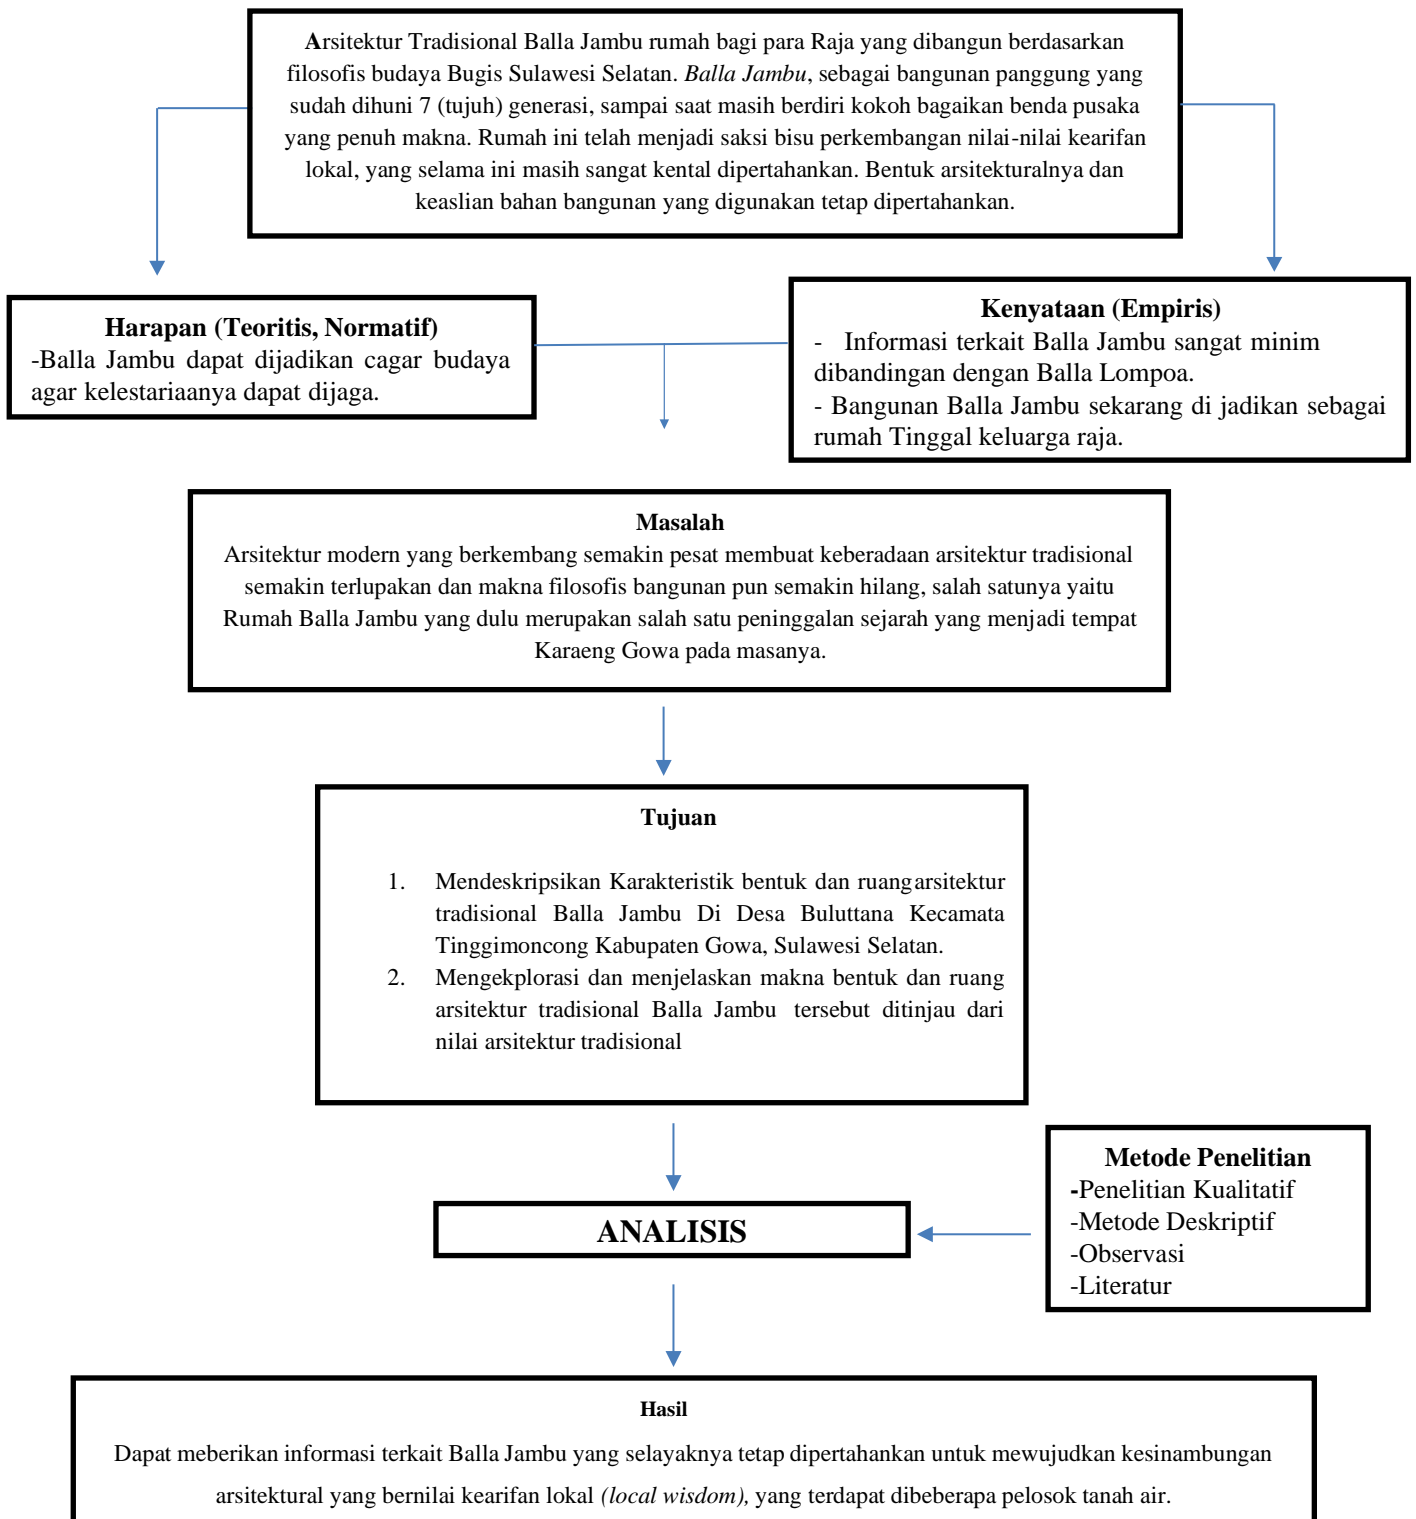 Arsitektur Tradisional Balla Jambu rumah bagi para Raja yang dibangun berdasarkan
filosofis budaya Bugis Sulawesi Selatan. Balla Jambu, sebagai bangunan panggung yang
sudah dihuni 7 (tujuh) generasi, sampai saat masih berdiri kokoh bagaikan benda pusaka
yang penuh makna. Rumah ini telah menjadi saksi bisu perkembangan nilai-nilai kearifan
lokal, yang selama ini masih sangat kental dipertahankan. Bentuk arsitekturalnya dan
keaslian bahan bangunan yang digunakan tetap dipertahankan.
Harapan (Teoritis, Normatif)
-Balla Jambu dapat dijadikan cagar budaya
agar kelestariaanya dapat dijaga.
Kenyataan (Empiris)
- Informasi terkait Balla Jambu sangat minim
dibandingan dengan Balla Lompoa.
- Bangunan Balla Jambu sekarang di jadikan sebagai
rumah Tinggal keluarga raja.
Masalah
Arsitektur modern yang berkembang semakin pesat membuat keberadaan arsitektur tradisional
semakin terlupakan dan makna filosofis bangunan pun semakin hilang, salah satunya yaitu
Rumah Balla Jambu yang dulu merupakan salah satu peninggalan sejarah yang menjadi tempat
Karaeng Gowa pada masanya.
Tujuan
1. Mendeskripsikan Karakteristik bentuk dan ruangarsitektur
tradisional Balla Jambu Di Desa Buluttana Kecamata
Tinggimoncong Kabupaten Gowa, Sulawesi Selatan.
2. Mengekplorasi dan menjelaskan makna bentuk dan ruang
arsitektur tradisional Balla Jambu tersebut ditinjau dari
nilai arsitektur tradisional
Metode Penelitian
-Penelitian Kualitatif
-Metode Deskriptif
-Observasi
-Literatur
ANALISIS
Hasil
Dapat meberikan informasi terkait Balla Jambu yang selayaknya tetap dipertahankan untuk mewujudkan kesinambungan
arsitektural yang bernilai kearifan lokal (local wisdom), yang terdapat dibeberapa pelosok tanah air.